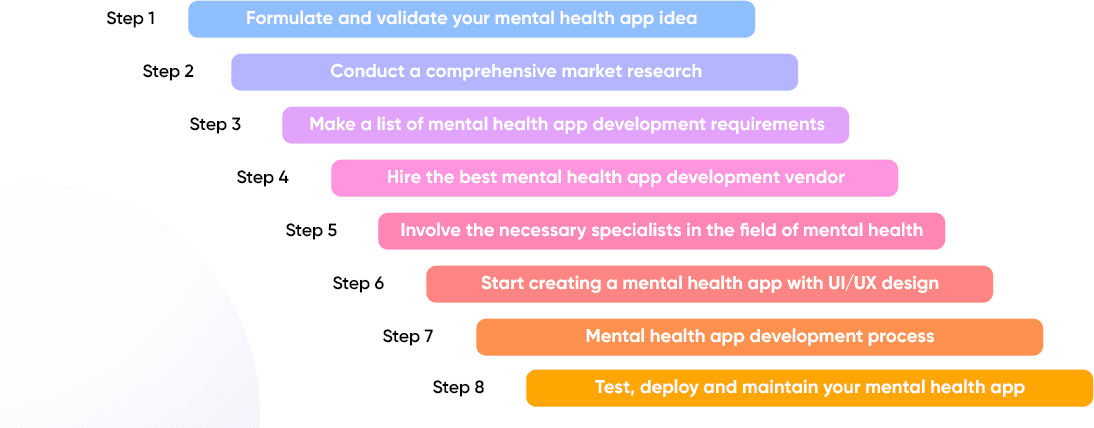 Step 1 Formulate and validate your mental health app idea
Step 2 Conduct a comprehensive market research
Step 3 Make a list of mental health app development requirements
Step 4 Hire the best mental health app development vendor
Step 5 Involve the necessary specialists in the field of mental health
Step 6 Start creating a mental health app with UI/UX design
Step 7 Mental health app development process
Step 8 Test, deploy and maintain your mental health app